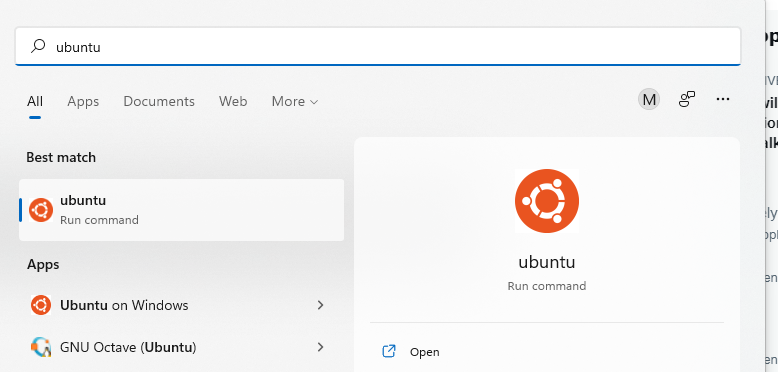 ubuntu
All Apps Documents Web More M
Best match
ubuntu
Run command
Apps
Ubuntu on Windows
GNU Octave (Ubuntu)
ubuntu
Run command
Open